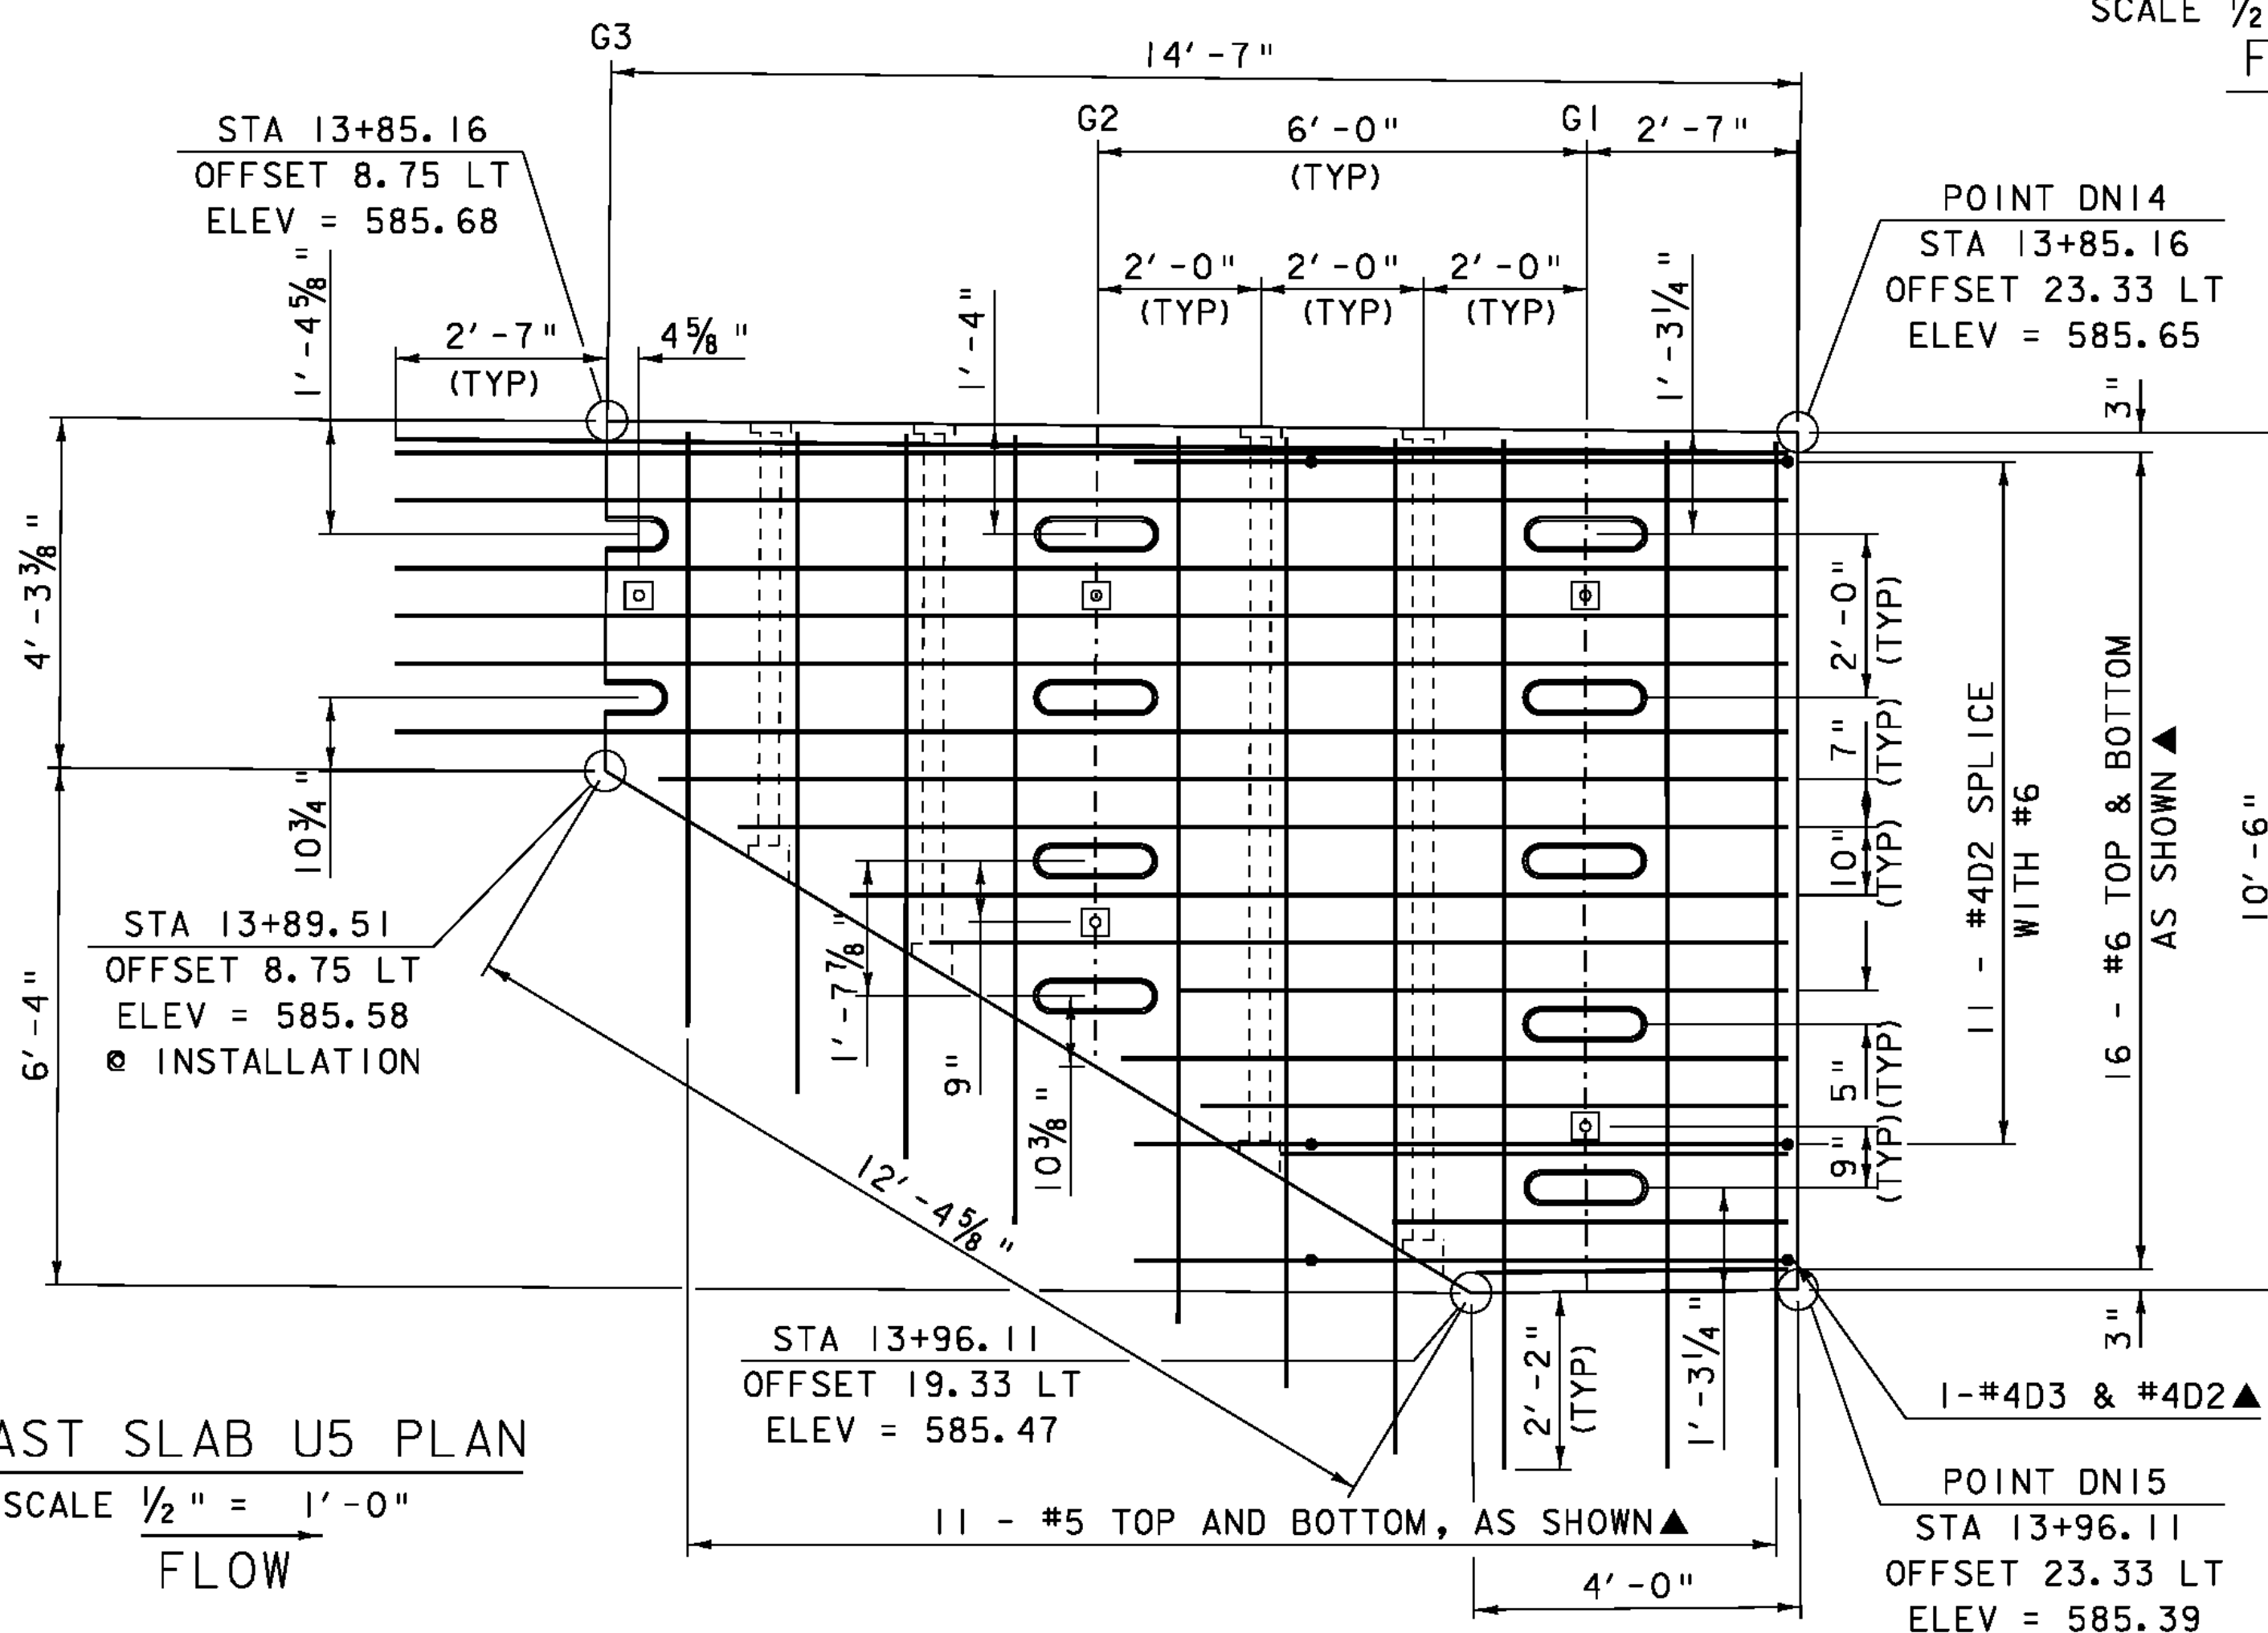 SCALE ½
F
G3
14'-7"
STA 13+85.16
OFFSET 8.75 LT
ELEV = 585.68
G2
6'-0"
(TYP)
G1
2'-7"
POINT DN14
STA 13+85.16
OFFSET 23.33 LT
ELEV = 585.65
2'-0"
(TYP)
2'-0"
(TYP)
2'-0"
(TYP)
1'-4⅝"
2'-7"
(TYP)
4⅝"
1'-4"
1'-3¼"
3"
4'-3⅜"
2'-0"
(TYP)
7"
(TYP)
10"
(TYP)
11 - #4D2 SPLICE
WITH #6
16 - #6 TOP & BOTTOM
AS SHOWN▲
10'-6"
10¾"
STA 13+89.51
OFFSET 8.75 LT
ELEV = 585.58
@ INSTALLATION
6'-4"
1'-7⅞"
9"
10⅜"
5"
(TYP)
9"
(TYP)
12'-4⅝"
STA 13+96.11
OFFSET 19.33 LT
ELEV = 585.47
2'-2"
(TYP)
1'-3¼"
3"
1-#4D3 & #4D2▲
AST SLAB U5 PLAN
SCALE ½" = 1'-0"
FLOW
11 - #5 TOP AND BOTTOM, AS SHOWN▲
4'-0"
POINT DN15
STA 13+96.11
OFFSET 23.33 LT
ELEV = 585.39